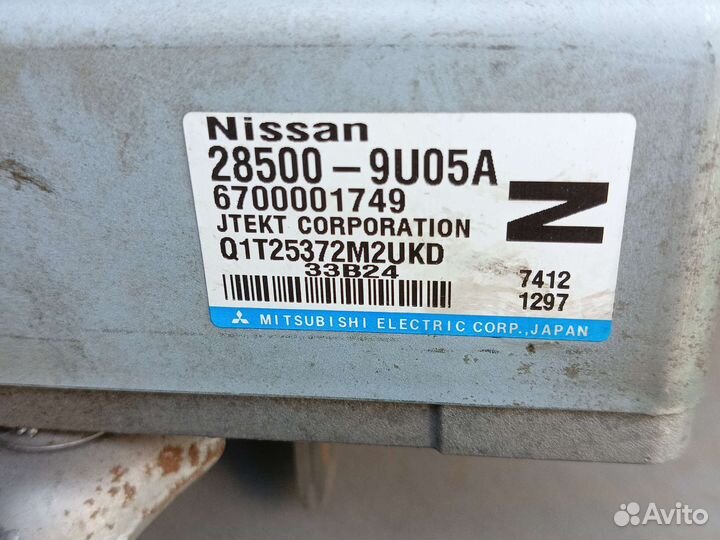 Nissan
28500-9U05A
6700001749
JTEKT CORPORATION
Q1T25372M2UKD
33B24
N
7412
1297
MITSUBISHI ELECTRIC CORP., JAPAN
Avito